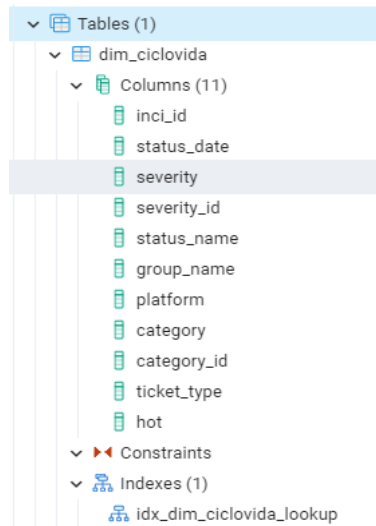 Tables (1)
dim_ciclovida
Columns (11)
inci_id
status_date
severity
severity_id
status_name
group_name
platform
category
category_id
ticket_type
hot
Constraints
Indexes (1)
idx_dim_ciclovida_lookup